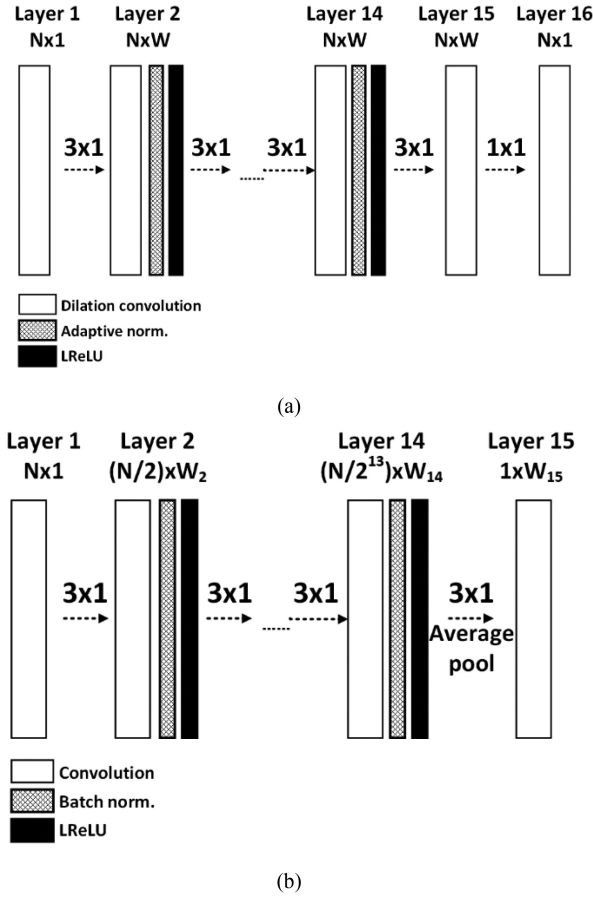 Layer 1 Layer 2 Layer 14 Layer 15 Layer 16
Nx1 NxW NxW NxW Nx1
3x1 3x1 3x1 3x1 1x1
Dilation convolution
Adaptive norm.
LReLU
(a)
Layer 1 Layer 2 Layer 14 Layer 15
Nx1 (N/2)xW₂ (N/2¹³)xW₁₄ 1xW₁₅
3x1 3x1 3x1 3x1
Average
pool
Convolution
Batch norm.
LReLU
(b)